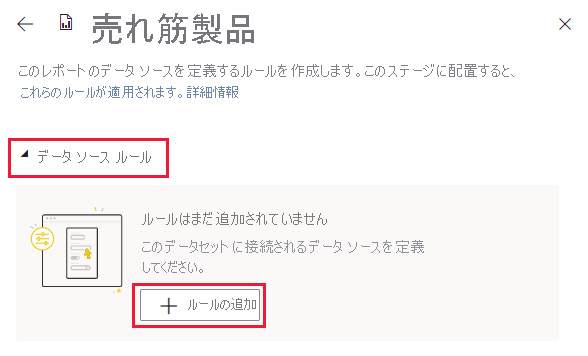 売れ筋製品
このレポートのデータ ソースを定義するルールを作成します。このステージに配置すると、
これらのルールが適用されます。詳細情報
データ ソース ルール
ルールはまだ追加されていません
このデータセットに接続されるデータ ソースを定義
してください。
ルールの追加